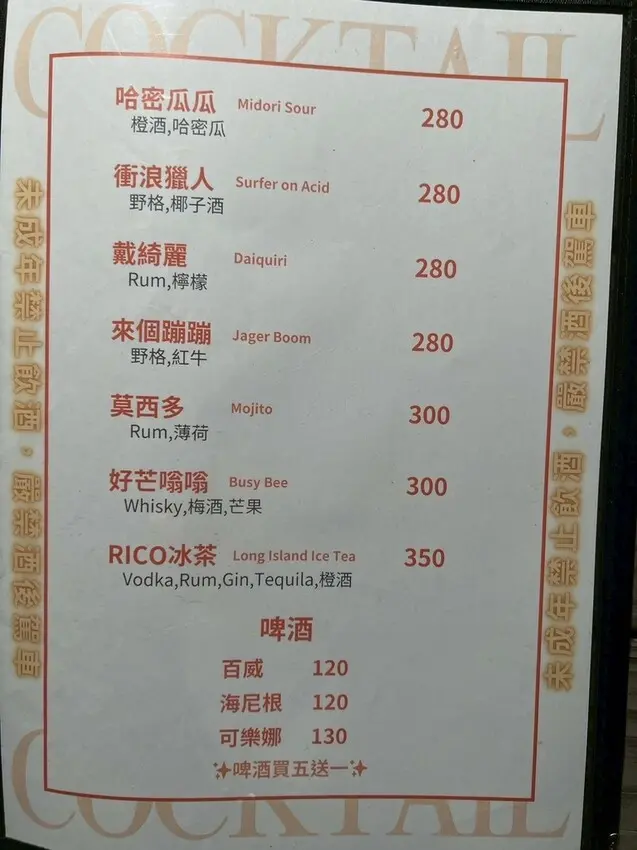 COCKTAIL
哈密瓜瓜 Midori Sour 280
橙酒,哈密瓜
衝浪獵人 Surfer on Acid 280
野格,椰子酒
戴綺麗 Daiquiri 280
Rum,檸檬
來個蹦蹦 Jager Boom 280
野格,紅牛
莫西多 Mojito 300
Rum,薄荷
好芒嗡嗡 Busy Bee 300
Whisky,梅酒,芒果
RICO冰茶 Long Island Ice Tea 350
Vodka,Rum,Gin,Tequila,橙酒
啤酒
百威 120
海尼根 120
可樂娜 130
✨啤酒買五送一✨
COCKTAIL
未成年禁止飲酒，嚴禁酒後駕車
未成年禁止飲酒，嚴禁酒後駕車